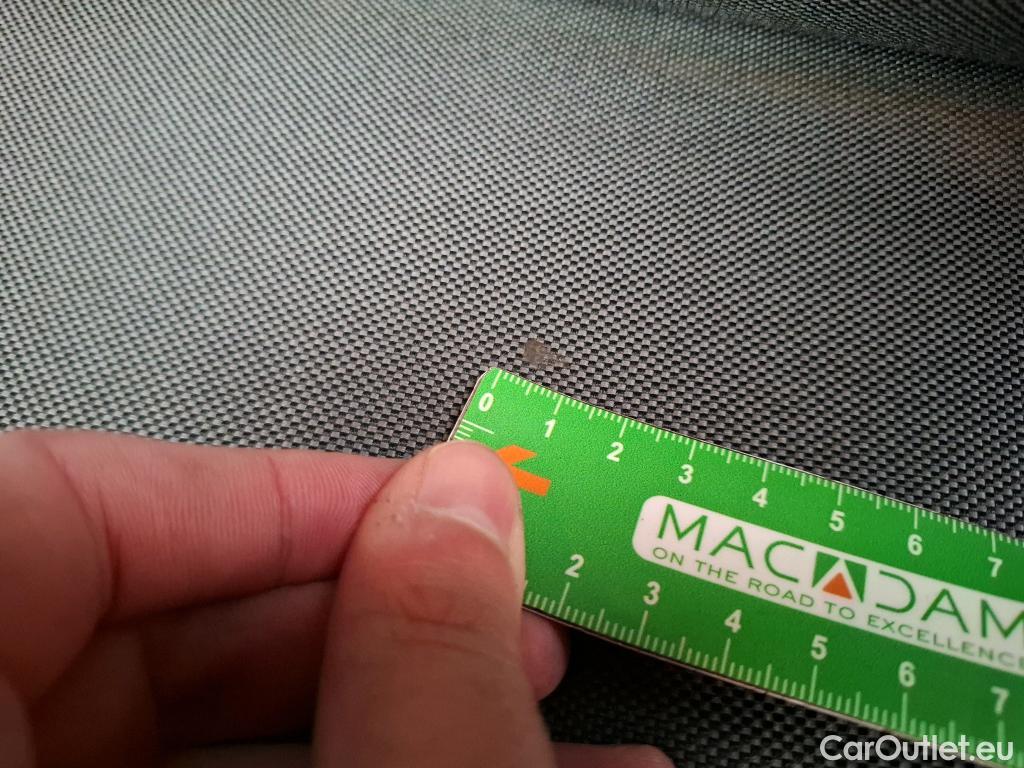 0 1 2 3 4 5 6 7
MACADAM
ON THE ROAD TO EXCELLENCE
2 3 4 5 6 7
CarOutlet.eu